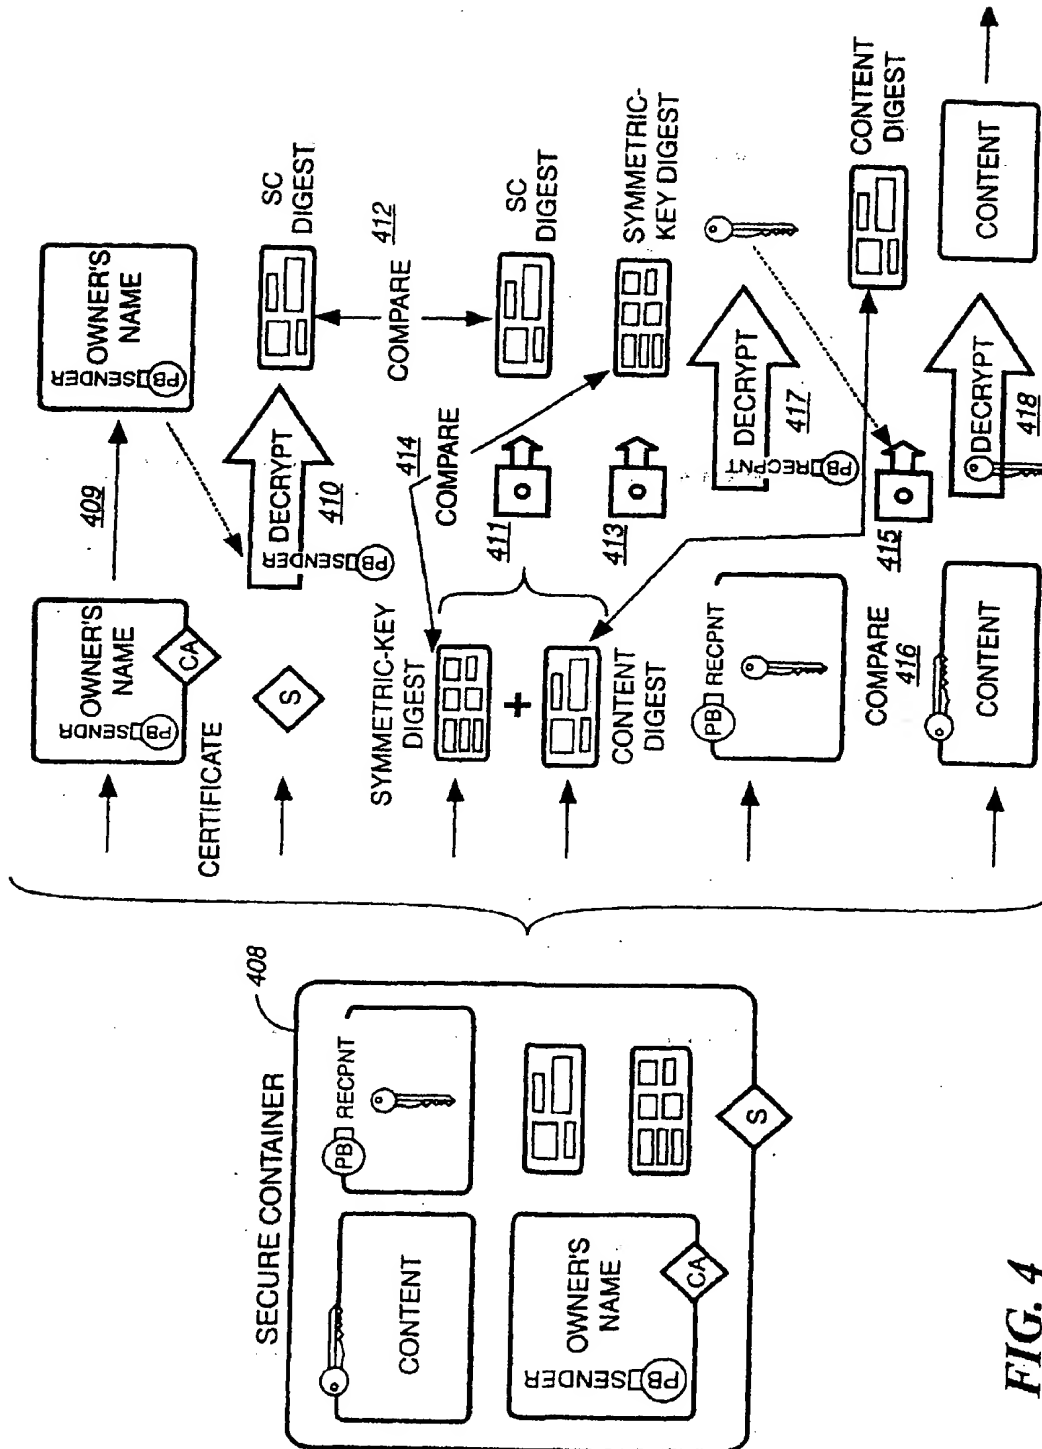 SECURE CONTAINER
408
CONTENT
PB RECPNT
PB SENDER
OWNER'S
NAME
CA
S
PB SENDR
OWNER'S
NAME
CA
CERTIFICATE
409
PB SENDER
OWNER'S
NAME
S
PB SENDER
DECRYPT
410
SC
DIGEST
COMPARE
412
SYMMETRIC-KEY
DIGEST
+
CONTENT
DIGEST
411
COMPARE
414
SC
DIGEST
413
SYMMETRIC-
KEY DIGEST
PB RECPNT
PB RECPNT
DECRYPT
417
COMPARE
416
415
CONTENT
DIGEST
CONTENT
DECRYPT
418
CONTENT
FIG. 4